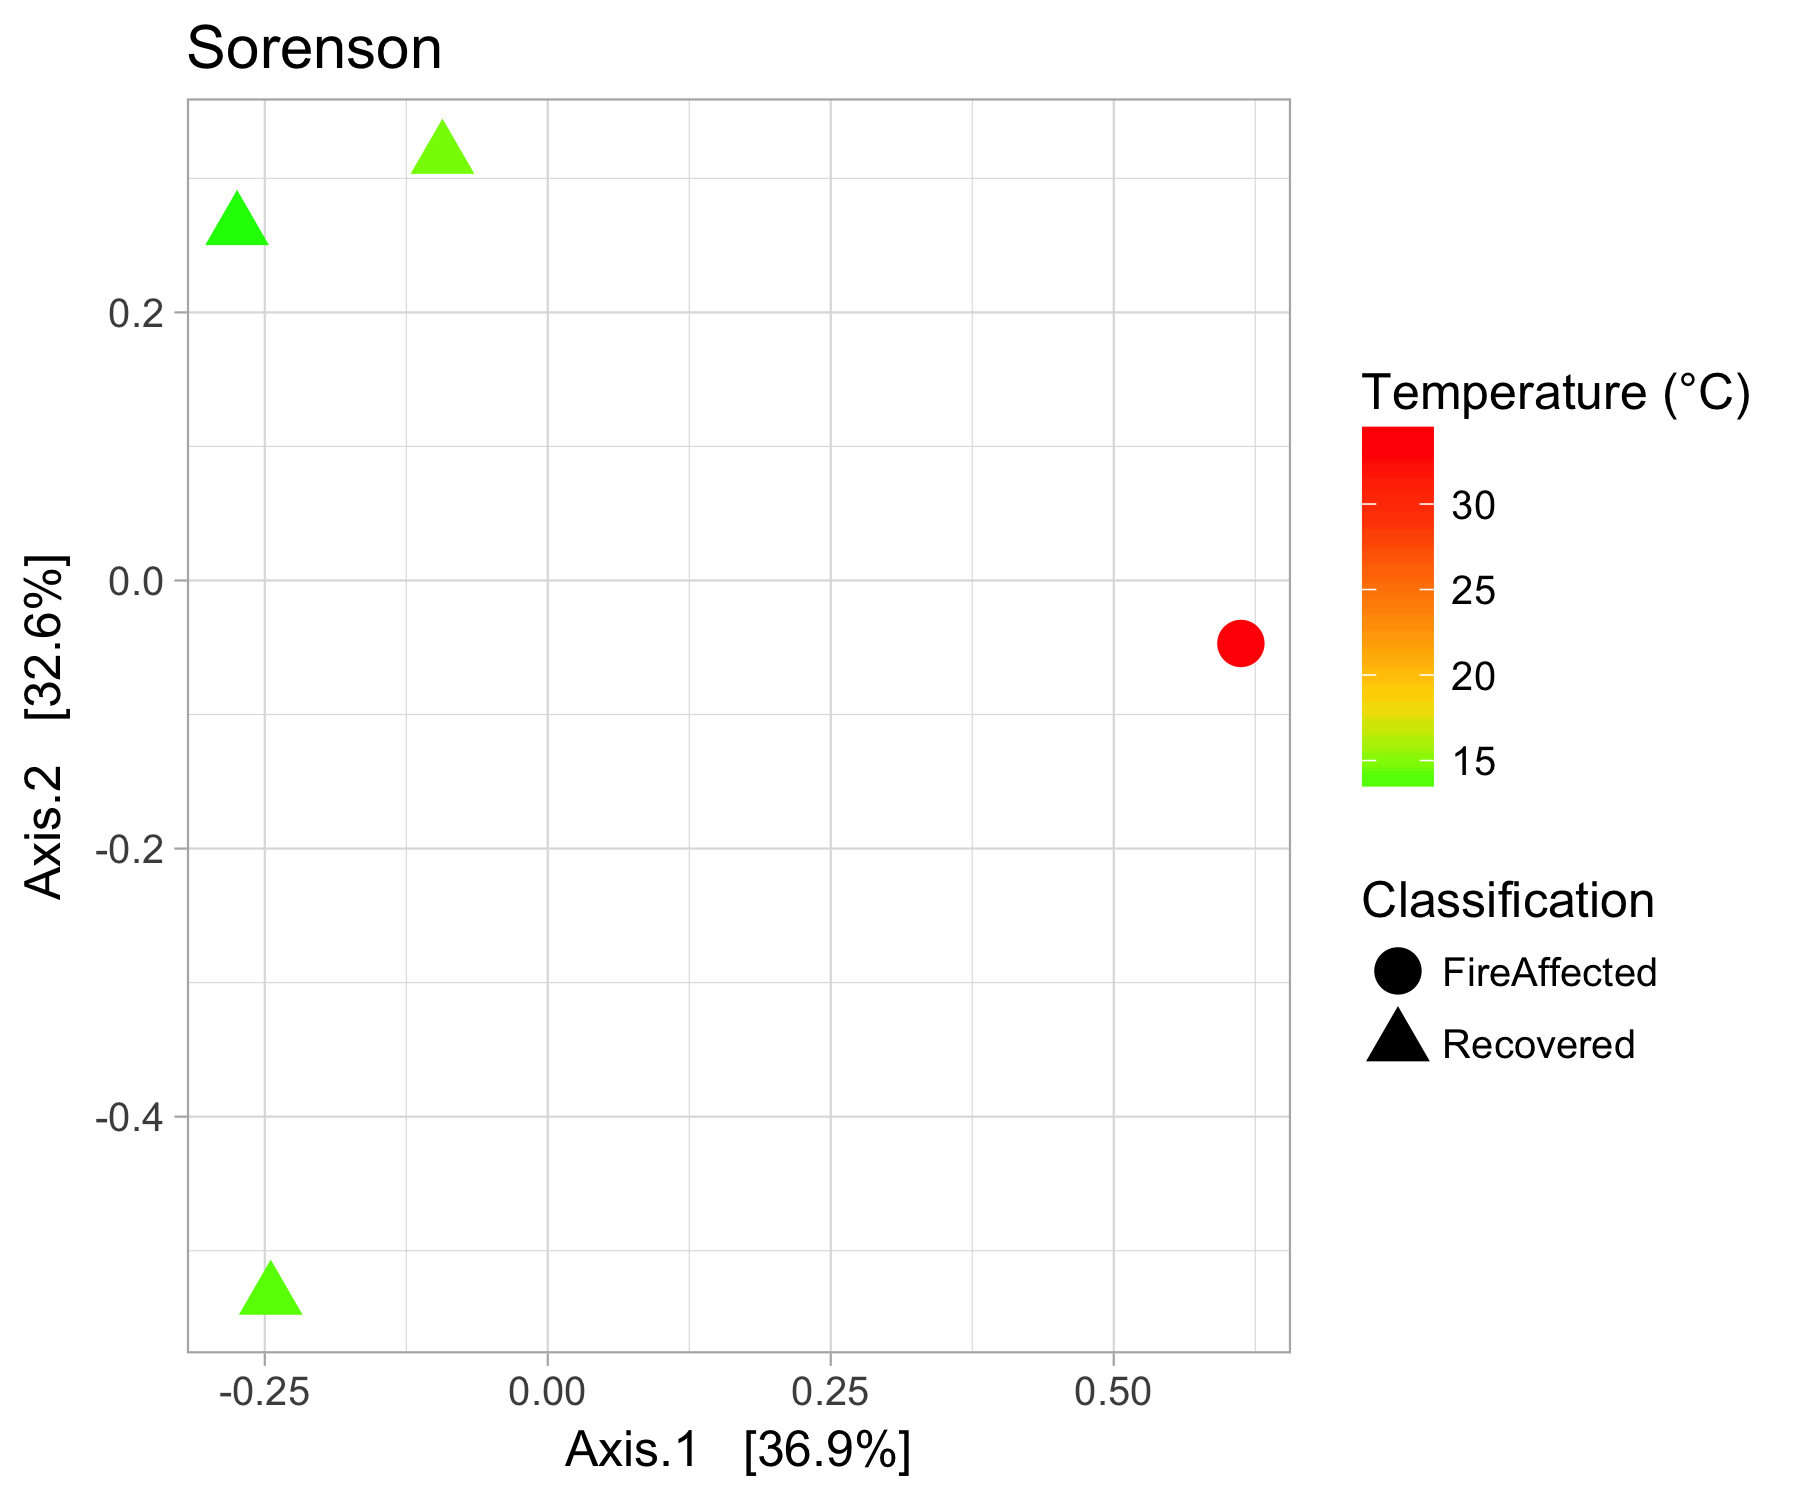 Sorenson
0.2
0.0
-0.2
-0.4
Axis.2 [32.6%]
-0.25 0.00 0.25 0.50
Axis.1 [36.9%]
Temperature (°C)
30
25
20
15
Classification
FireAffected
Recovered